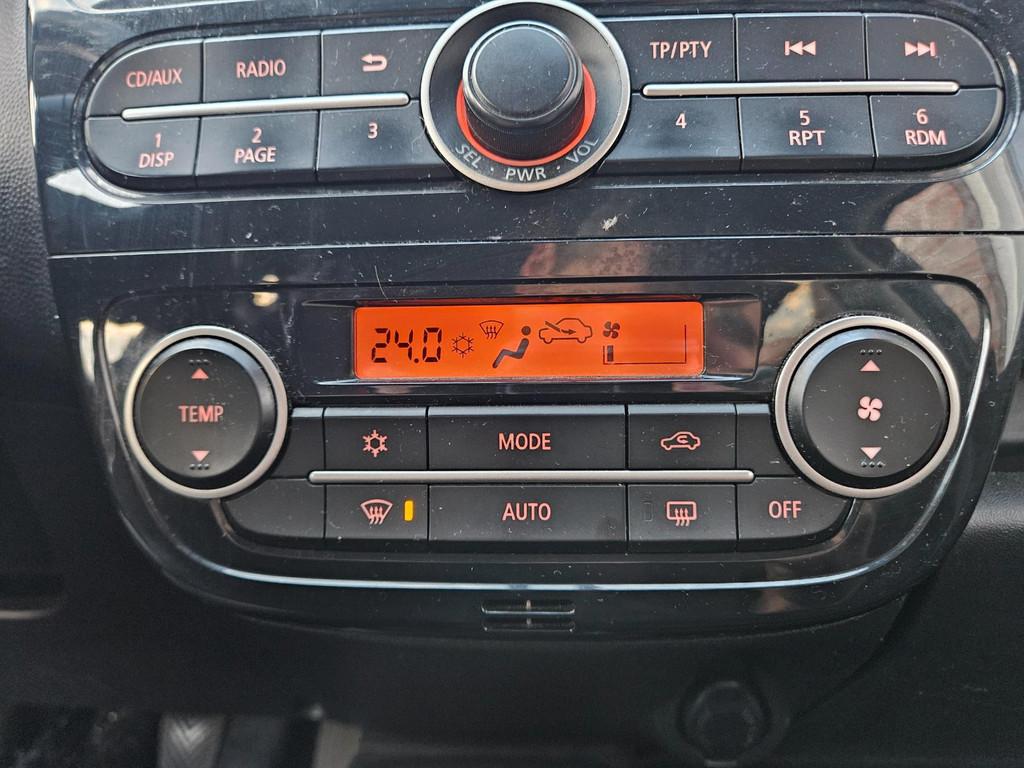 CD/AUX RADIO TP/PTY
1 2 3 4 5 6
DISP PAGE RPT RDM
SEL · PWR · VOL
24.0
TEMP MODE
AUTO OFF